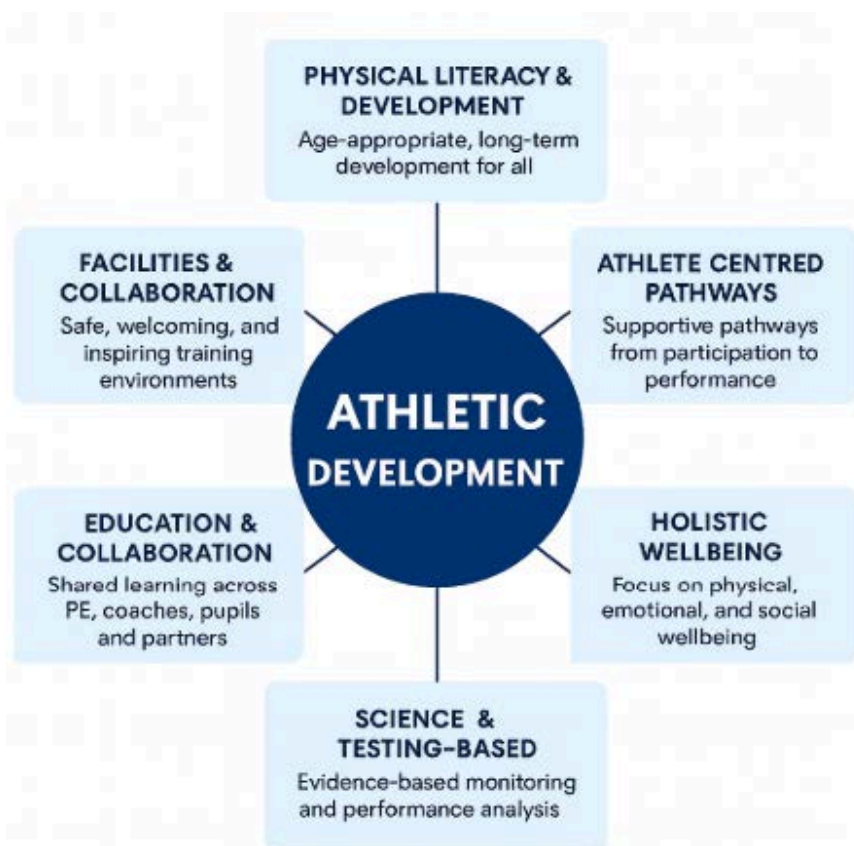 PHYSICAL LITERACY &
DEVELOPMENT
Age-appropriate, long-term
development for all
FACILITIES &
COLLABORATION
Safe, welcoming, and
inspiring training
environments
ATHLETE CENTRED
PATHWAYS
Supportive pathways
from participation to
performance
ATHLETIC
DEVELOPMENT
EDUCATION &
COLLABORATION
Shared learning across
PE, coaches, pupils
and partners
HOLISTIC
WELLBEING
Focus on physical,
emotional, and social
wellbeing
SCIENCE &
TESTING-BASED
Evidence-based monitoring
and performance analysis